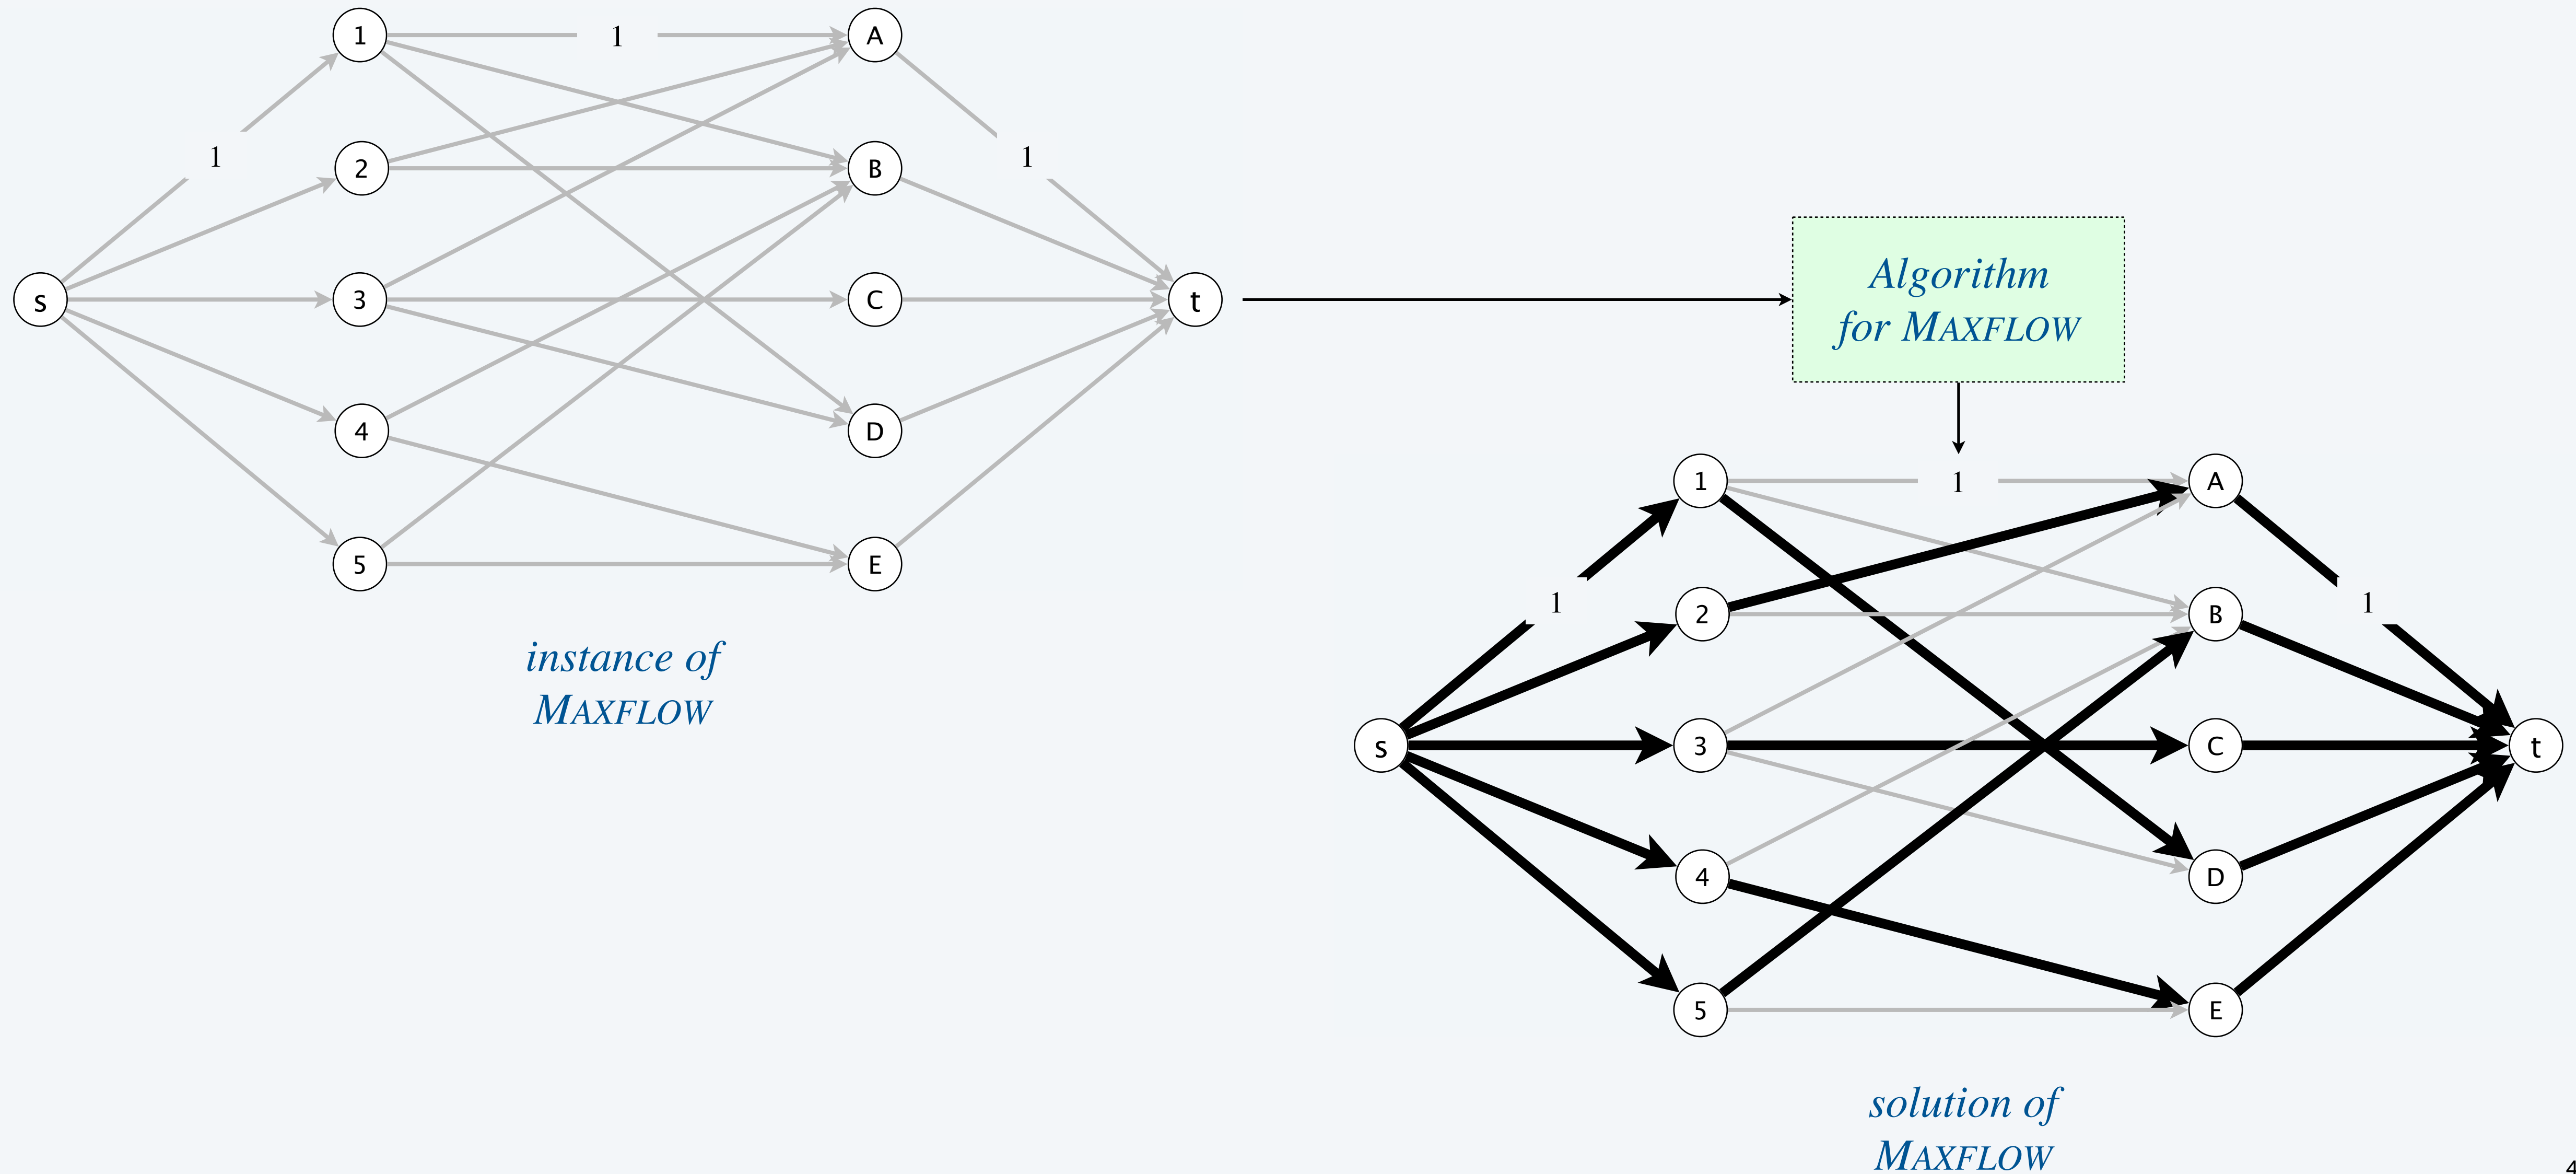 1 1 A
2 B
1 1
s 3 C t
4 D
5 E
instance of
MAXFLOW
Algorithm
for MAXFLOW
1 1 A
1 2 B 1
s 3 C t
4 D
5 E
solution of
MAXFLOW
4